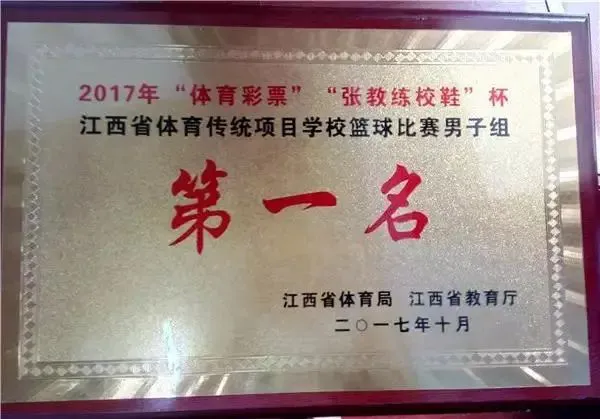 2017年“体育彩票”“张教练校鞋”杯
江西省体育传统项目学校篮球比赛男子组
第一名
江西省体育局 江西省教育厅
二〇一七年十月